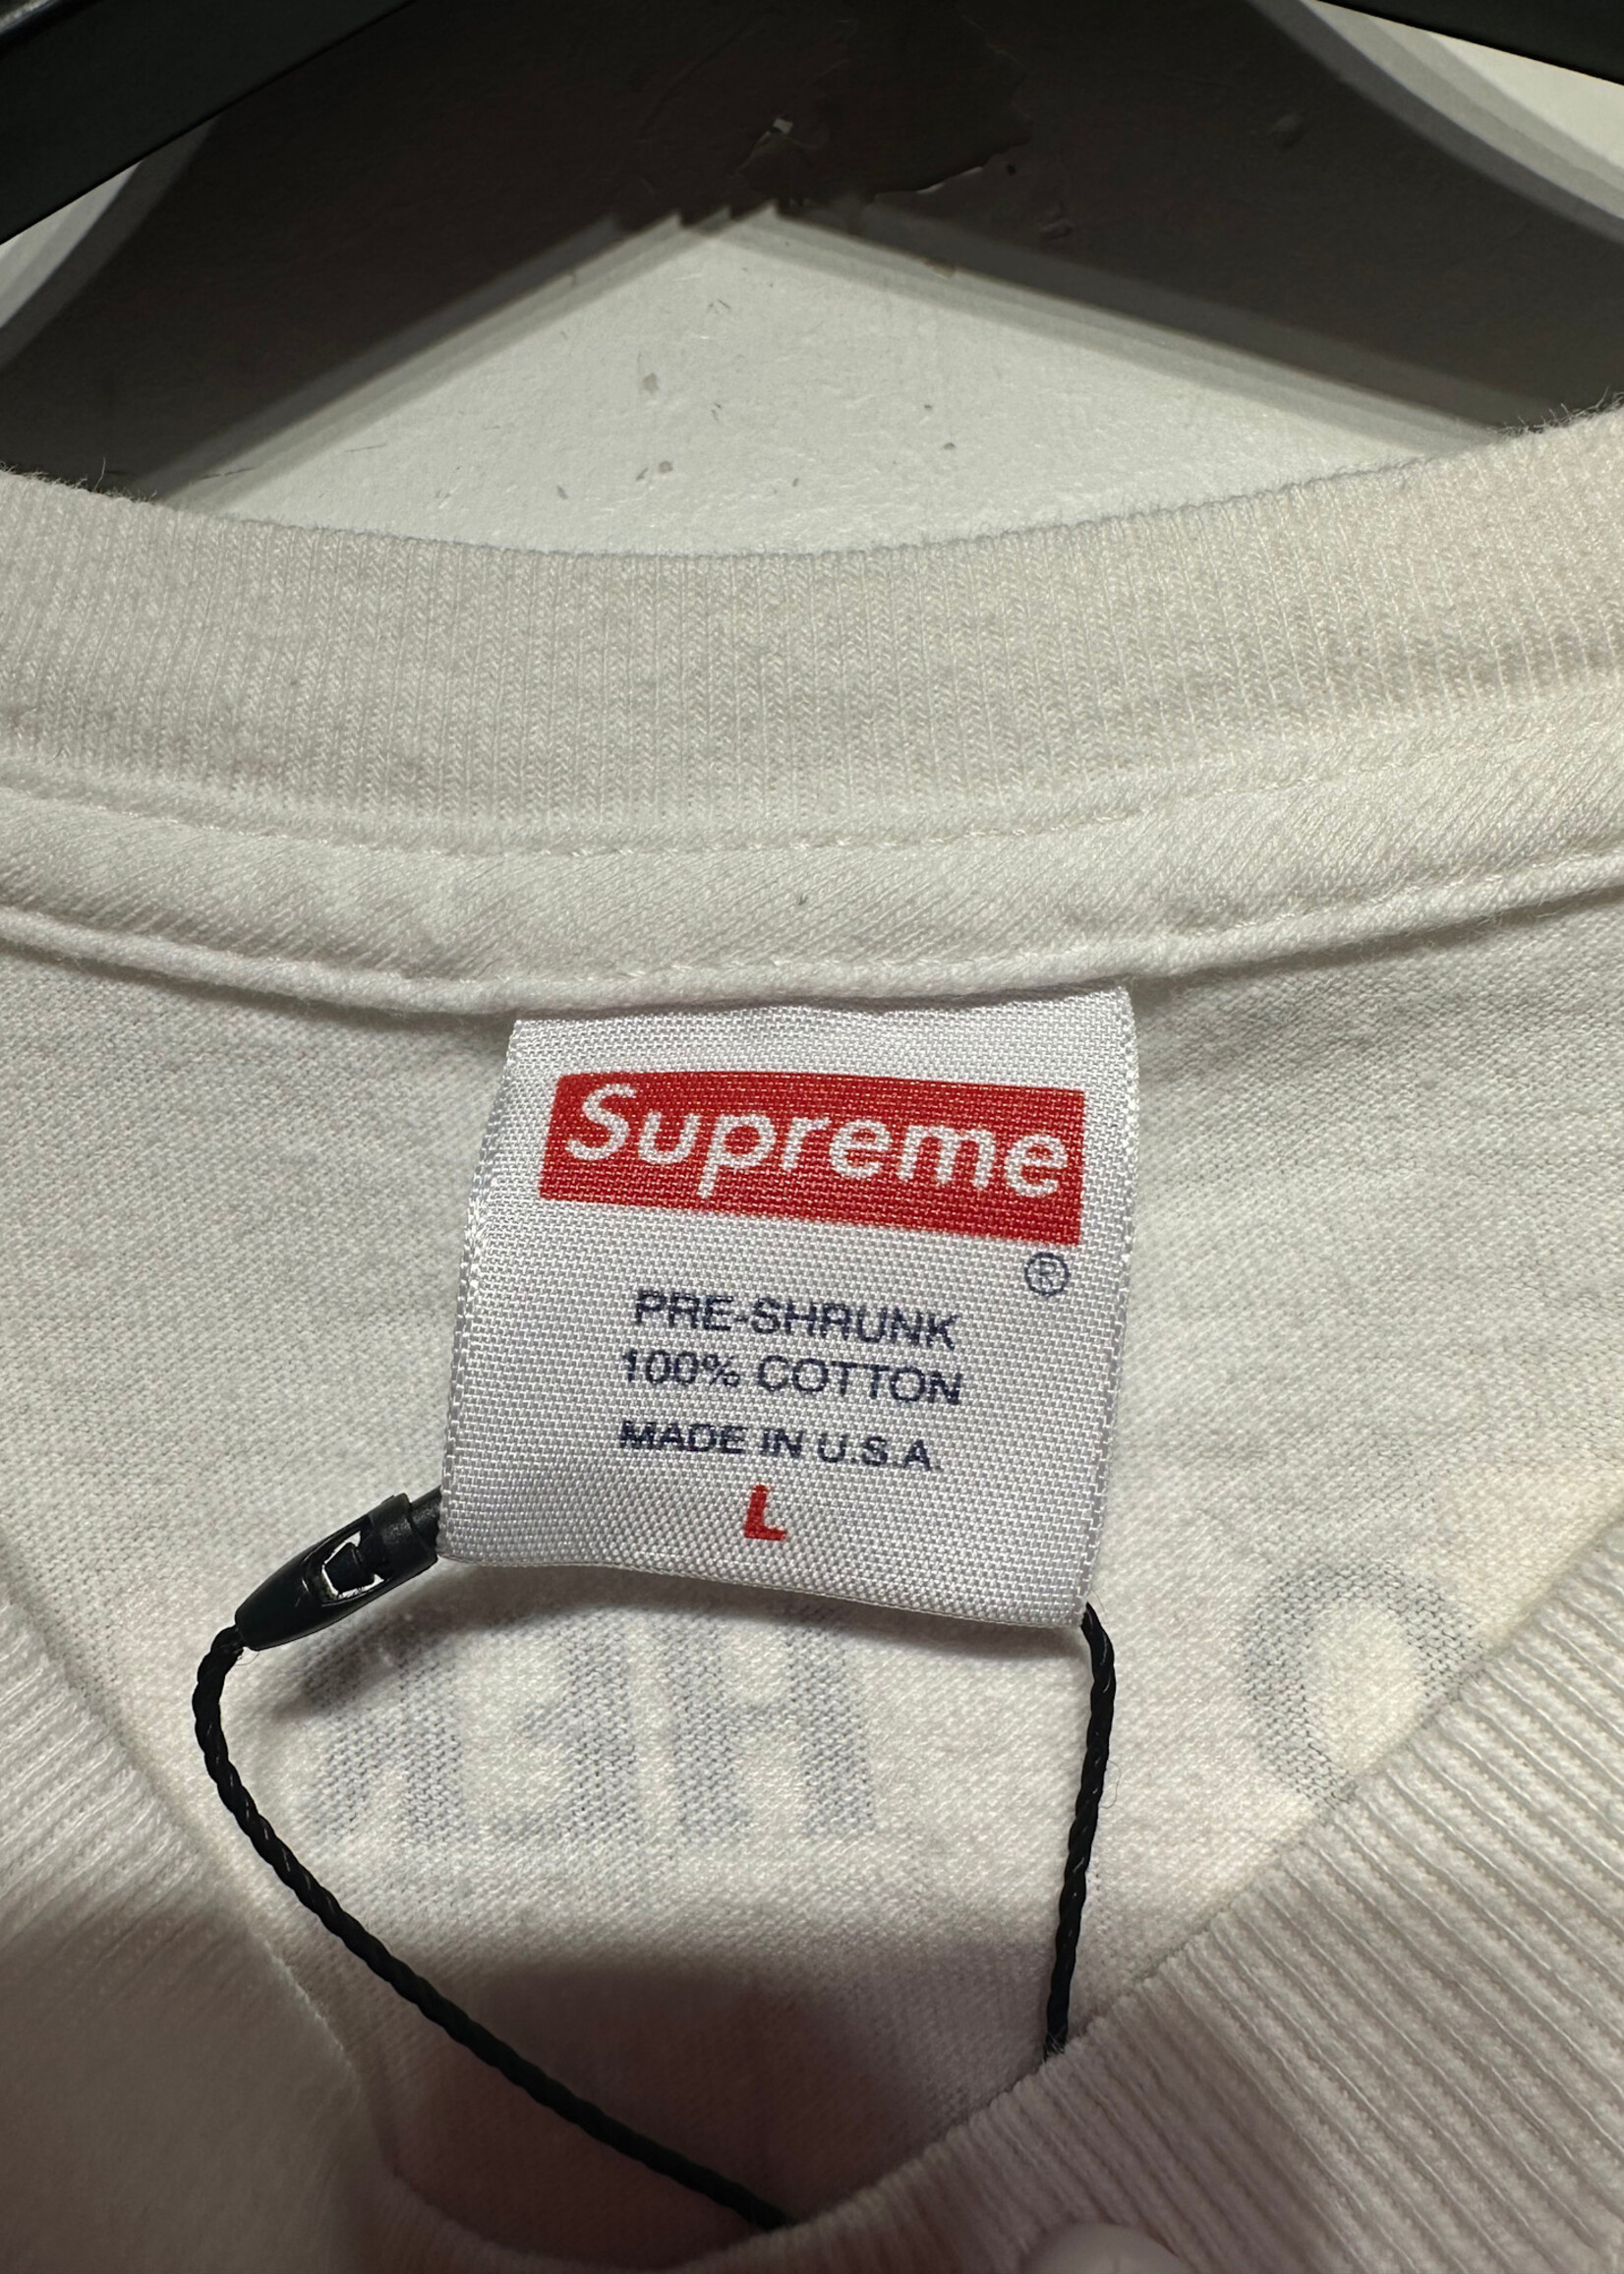 Supreme
®
PRE-SHRUNK
100% COTTON
MADE IN U.S.A.
L